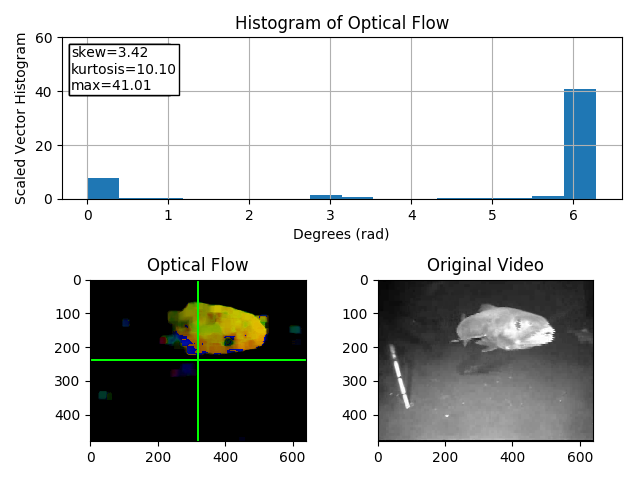 Histogram of Optical Flow
60
40
20
0
Scaled Vector Histogram
skew=3.42
kurtosis=10.10
max=41.01
0 1 2 3 4 5 6
Degrees (rad)
Optical Flow
0
100
200
300
400
0 200 400 600
Original Video
0
100
200
300
400
0 200 400 600